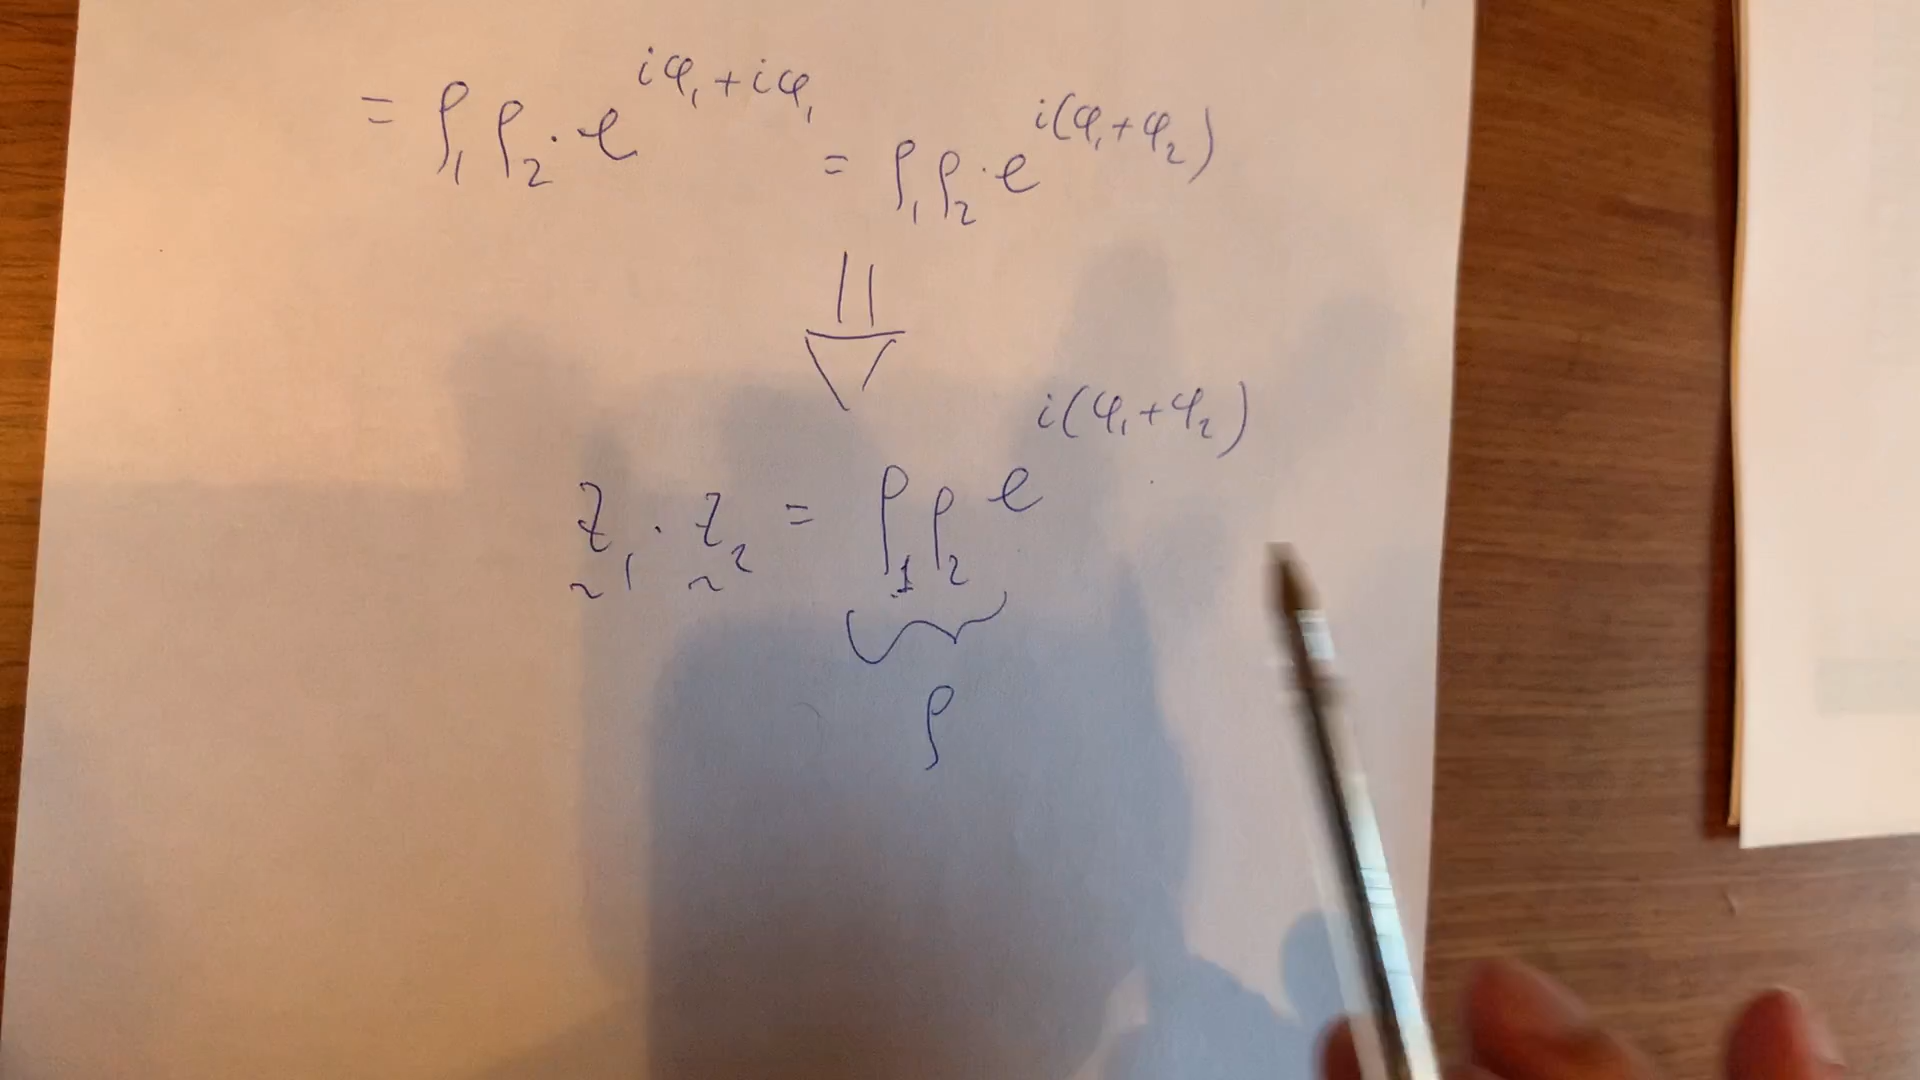 = ρ₁ρ₂·e^{iφ₁+iφ₁} = ρ₁ρ₂·e^{i(φ₁+φ₂)}
⇓
z₁·z₂ = ρ₁ρ₂ e^{i(φ₁+φ₂)}
ρ